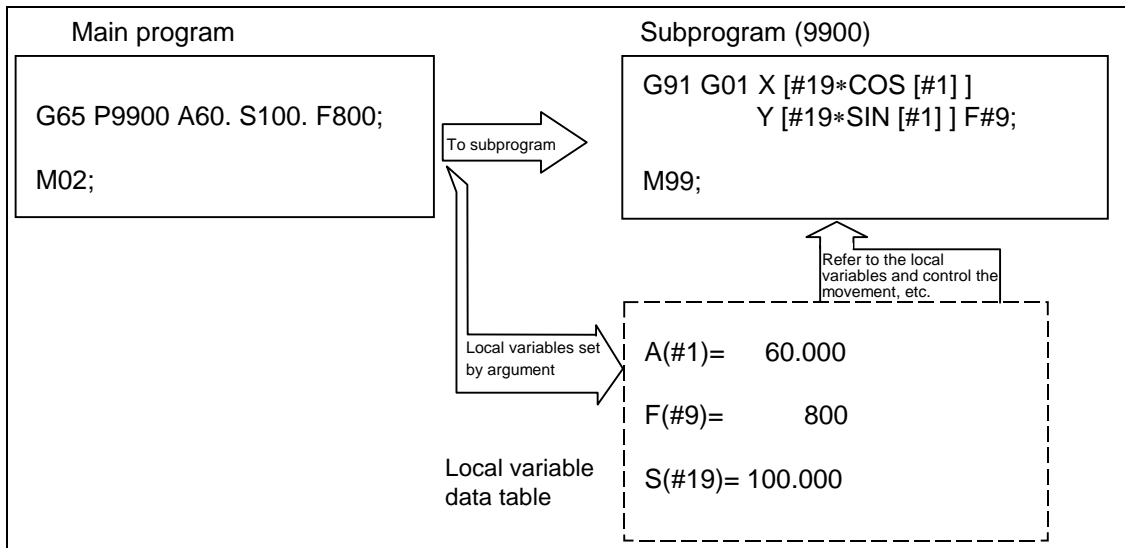 Main program
G65 P9900 A60. S100. F800;
M02;
To subprogram
Subprogram (9900)
G91 G01 X [#19*COS [#1] ]
Y [#19*SIN [#1] ] F#9;
M99;
Refer to the local
variables and control the
movement, etc.
Local variables set
by argument
A(#1)= 60.000
F(#9)= 800
S(#19)= 100.000
Local variable
data table